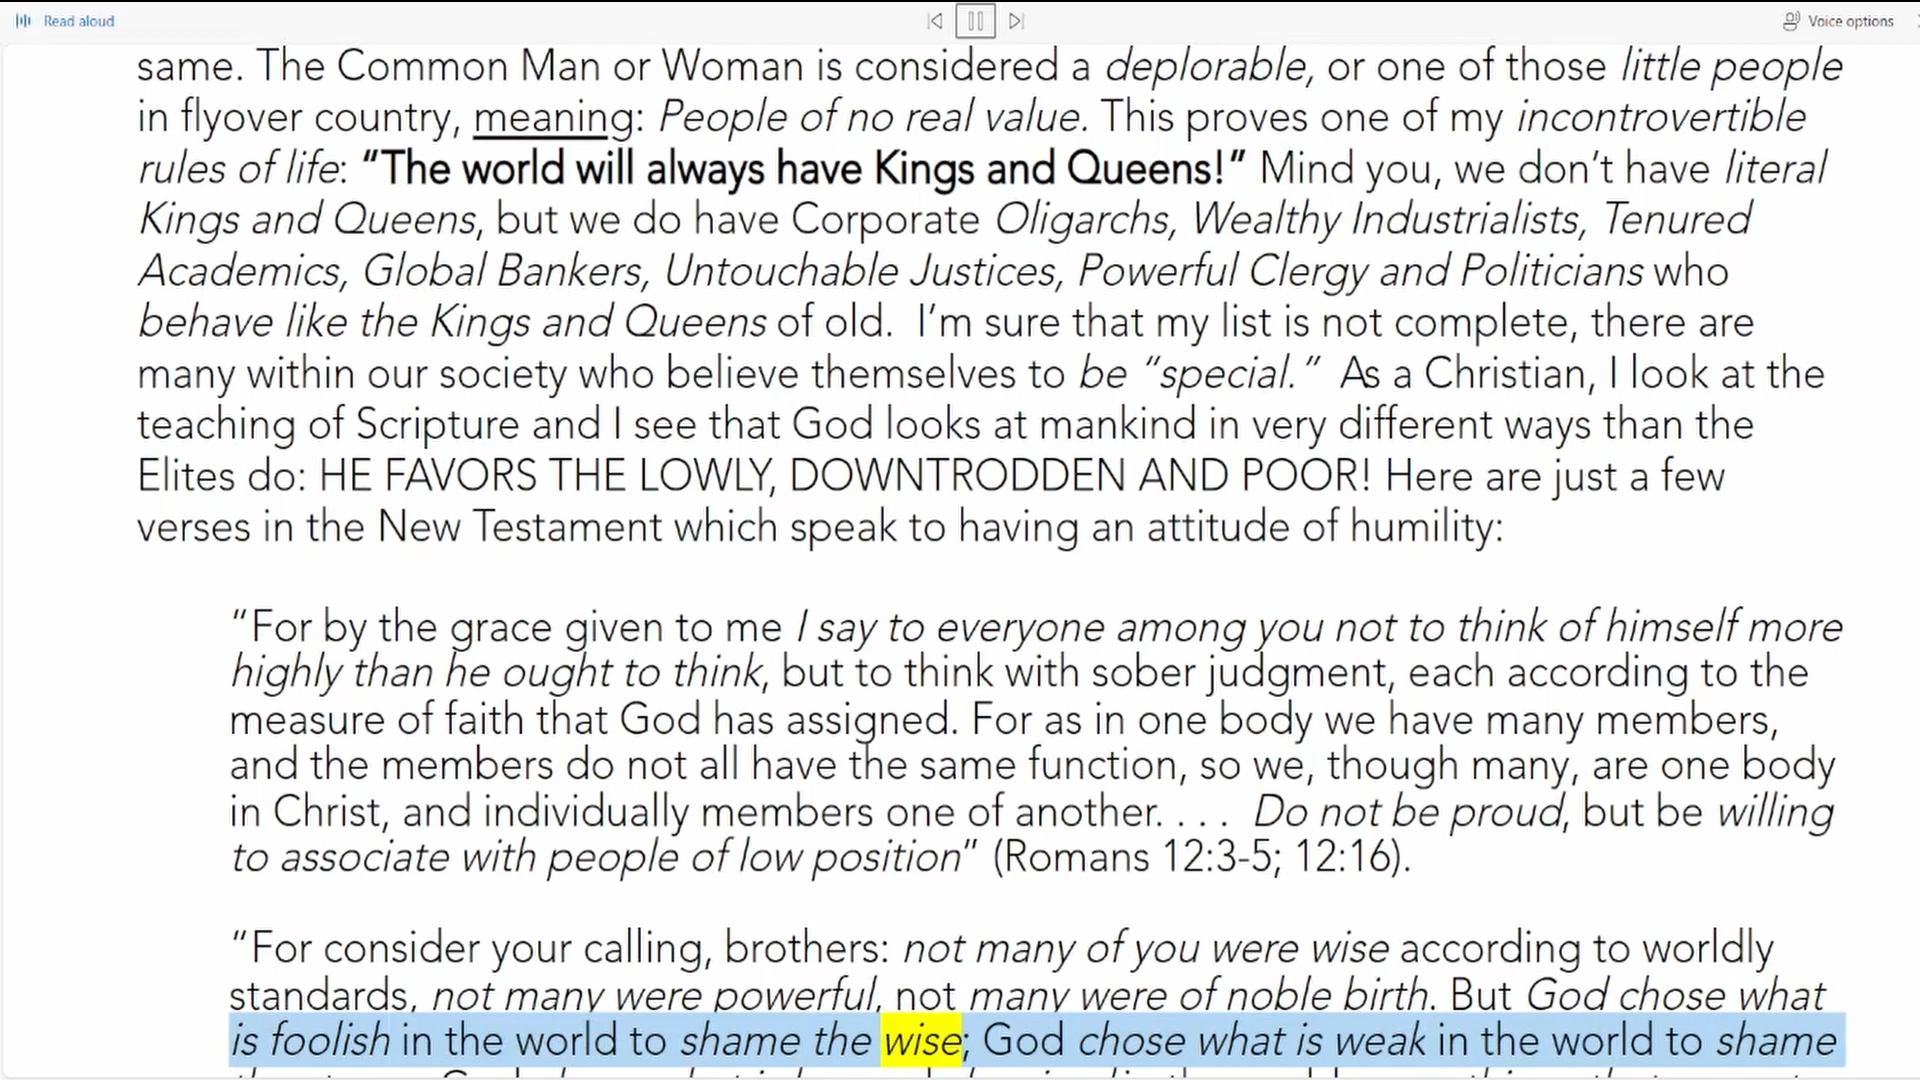 Read aloud
Voice options
same. The Common Man or Woman is considered a deplorable, or one of those little people
in flyover country, meaning: People of no real value. This proves one of my incontrovertible
rules of life: “The world will always have Kings and Queens!” Mind you, we don’t have literal
Kings and Queens, but we do have Corporate Oligarchs, Wealthy Industrialists, Tenured
Academics, Global Bankers, Untouchable Justices, Powerful Clergy and Politicians who
behave like the Kings and Queens of old.  I’m sure that my list is not complete, there are
many within our society who believe themselves to be “special.”  As a Christian, I look at the
teaching of Scripture and I see that God looks at mankind in very different ways than the
Elites do: HE FAVORS THE LOWLY, DOWNTRODDEN AND POOR! Here are just a few
verses in the New Testament which speak to having an attitude of humility:
“For by the grace given to me I say to everyone among you not to think of himself more
highly than he ought to think, but to think with sober judgment, each according to the
measure of faith that God has assigned. For as in one body we have many members,
and the members do not all have the same function, so we, though many, are one body
in Christ, and individually members one of another. . . .  Do not be proud, but be willing
to associate with people of low position” (Romans 12:3-5; 12:16).
“For consider your calling, brothers: not many of you were wise according to worldly
standards, not many were powerful, not many were of noble birth. But God chose what
is foolish in the world to shame the wise; God chose what is weak in the world to shame